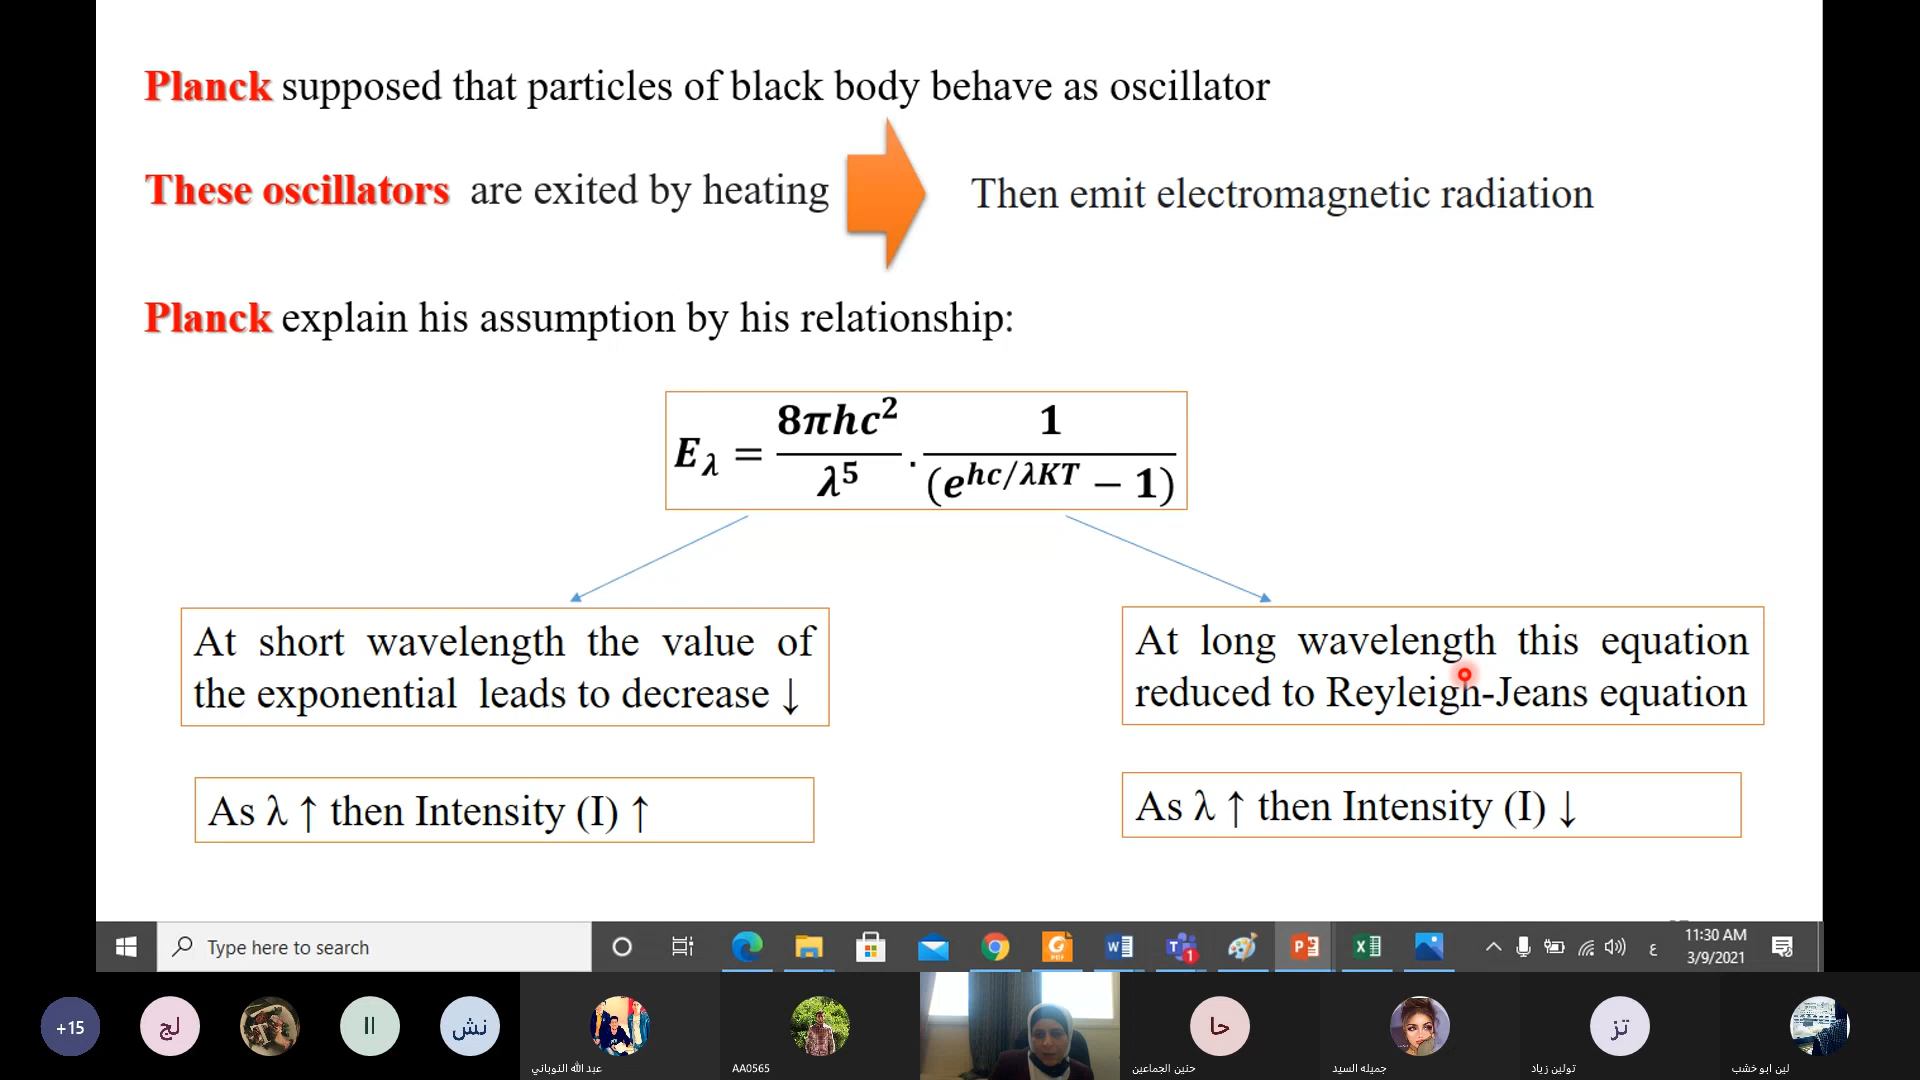 Planck supposed that particles of black body behave as oscillator
These oscillators are exited by heating
Then emit electromagnetic radiation
Planck explain his assumption by his relationship:
E_λ = 8πhc² / λ⁵ . 1 / (e^{hc/λKT} − 1)
At short wavelength the value of
the exponential leads to decrease ↓
At long wavelength this equation
reduced to Reyleigh-Jeans equation
As λ ↑ then Intensity (I) ↑
As λ ↑ then Intensity (I) ↓
Type here to search
1
ع
11:30 AM
3/9/2021
+15
لج
اا
نش
عبد الله النوباني
AA0565
حا
حنين الجماعين
جميله السيد
تز
تولين زياد
لين ابو خشب